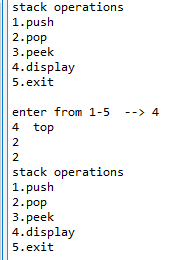 stack operations
1.push
2.pop
3.peek
4.display
5.exit
enter from 1-5  --> 4
4  top
2
2
stack operations
1.push
2.pop
3.peek
4.display
5.exit